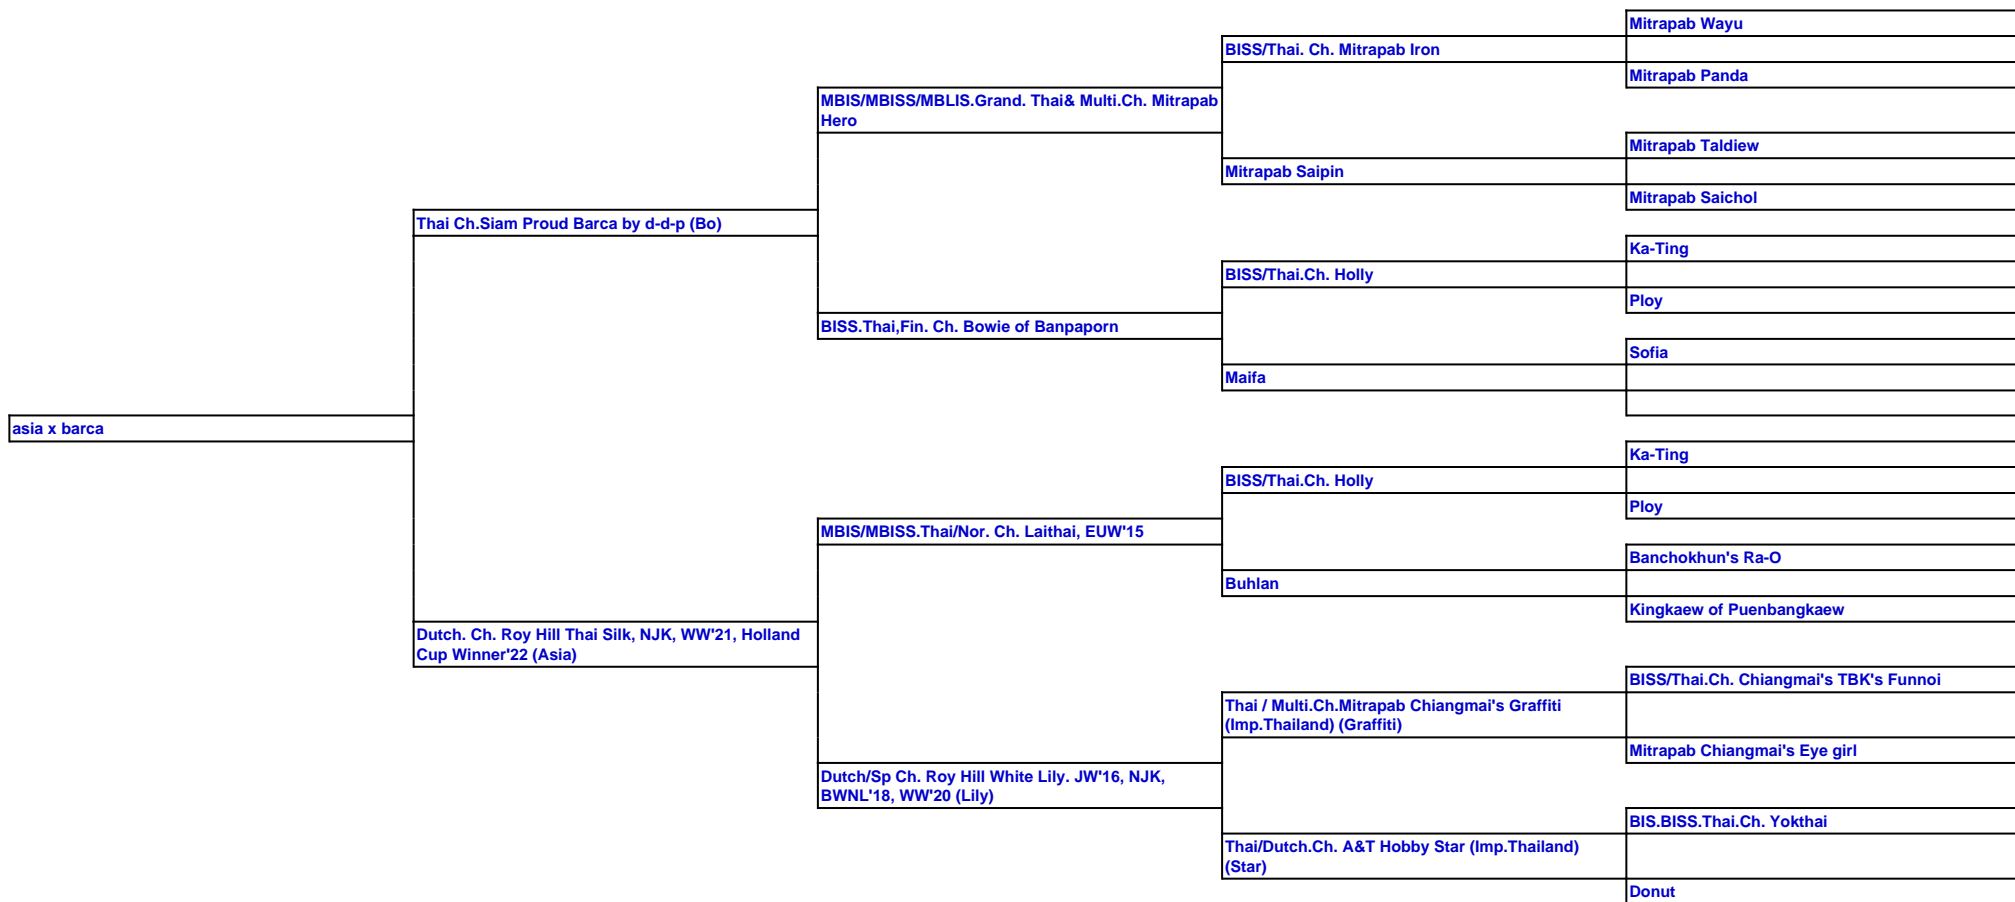 Mitrapab Wayu
BISS/Thai. Ch. Mitrapab Iron
Mitrapab Panda
MBIS/MBISS/MBLIS.Grand. Thai& Multi.Ch. Mitrapab
Hero
Mitrapab Taldiew
Mitrapab Saipin
Mitrapab Saichol
Thai Ch.Siam Proud Barca by d-d-p (Bo)
Ka-Ting
BISS/Thai.Ch. Holly
Ploy
BISS.Thai,Fin. Ch. Bowie of Banpaporn
Sofia
Maifa
asia x barca
Ka-Ting
BISS/Thai.Ch. Holly
Ploy
MBIS/MBISS.Thai/Nor. Ch. Laithai, EUW'15
Banchokhun's Ra-O
Buhlan
Kingkaew of Puenbangkaew
Dutch. Ch. Roy Hill Thai Silk, NJK, WW'21, Holland
Cup Winner'22 (Asia)
BISS/Thai.Ch. Chiangmai's TBK's Funnoi
Thai / Multi.Ch.Mitrapab Chiangmai's Graffiti
(Imp.Thailand) (Graffiti)
Mitrapab Chiangmai's Eye girl
Dutch/Sp Ch. Roy Hill White Lily. JW'16, NJK,
BWNL'18, WW'20 (Lily)
BIS.BISS.Thai.Ch. Yokthai
Thai/Dutch.Ch. A&T Hobby Star (Imp.Thailand)
(Star)
Donut